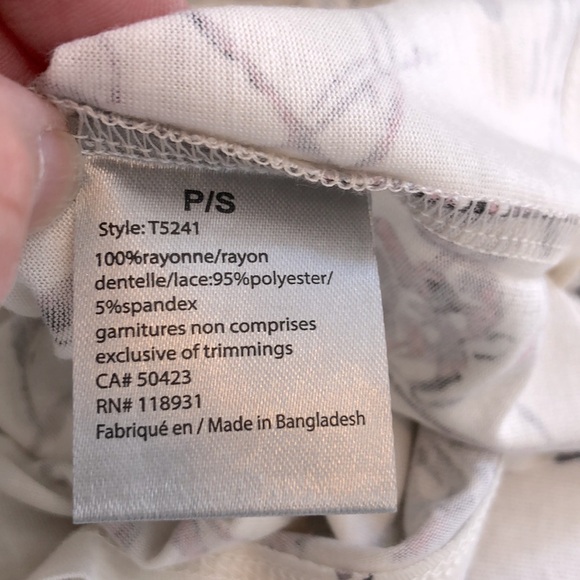 P/S
Style: T5241
100%rayonne/rayon
dentelle/lace:95%polyester/
5%spandex
garnitures non comprises
exclusive of trimmings
CA# 50423
RN# 118931
Fabriqué en / Made in Bangladesh